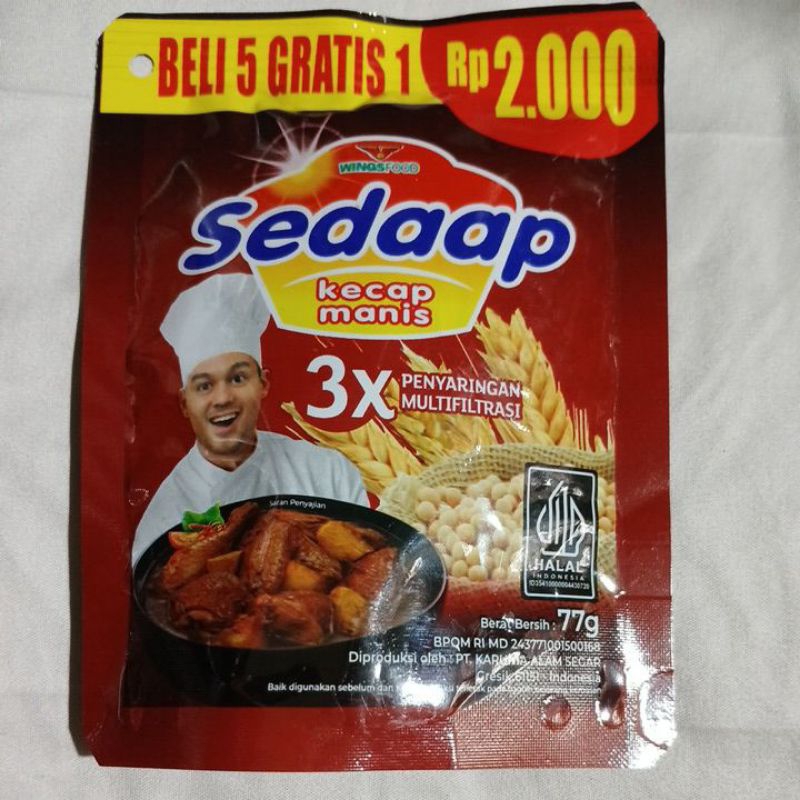 BELI 5 GRATIS 1
Rp 2.000
WINGSFOOD
Sedaap
kecap
manis
3x PENYARINGAN
MULTIFILTRASI
Saran Penyajian
HALAL
INDONESIA
Berat Bersih : 77g
BPOM RI MD 243771001500168
Diproduksi oleh : PT. KARUNIA ALAM SEGAR
Gresik 61151 - Indonesia
Baik digunakan sebelum dan